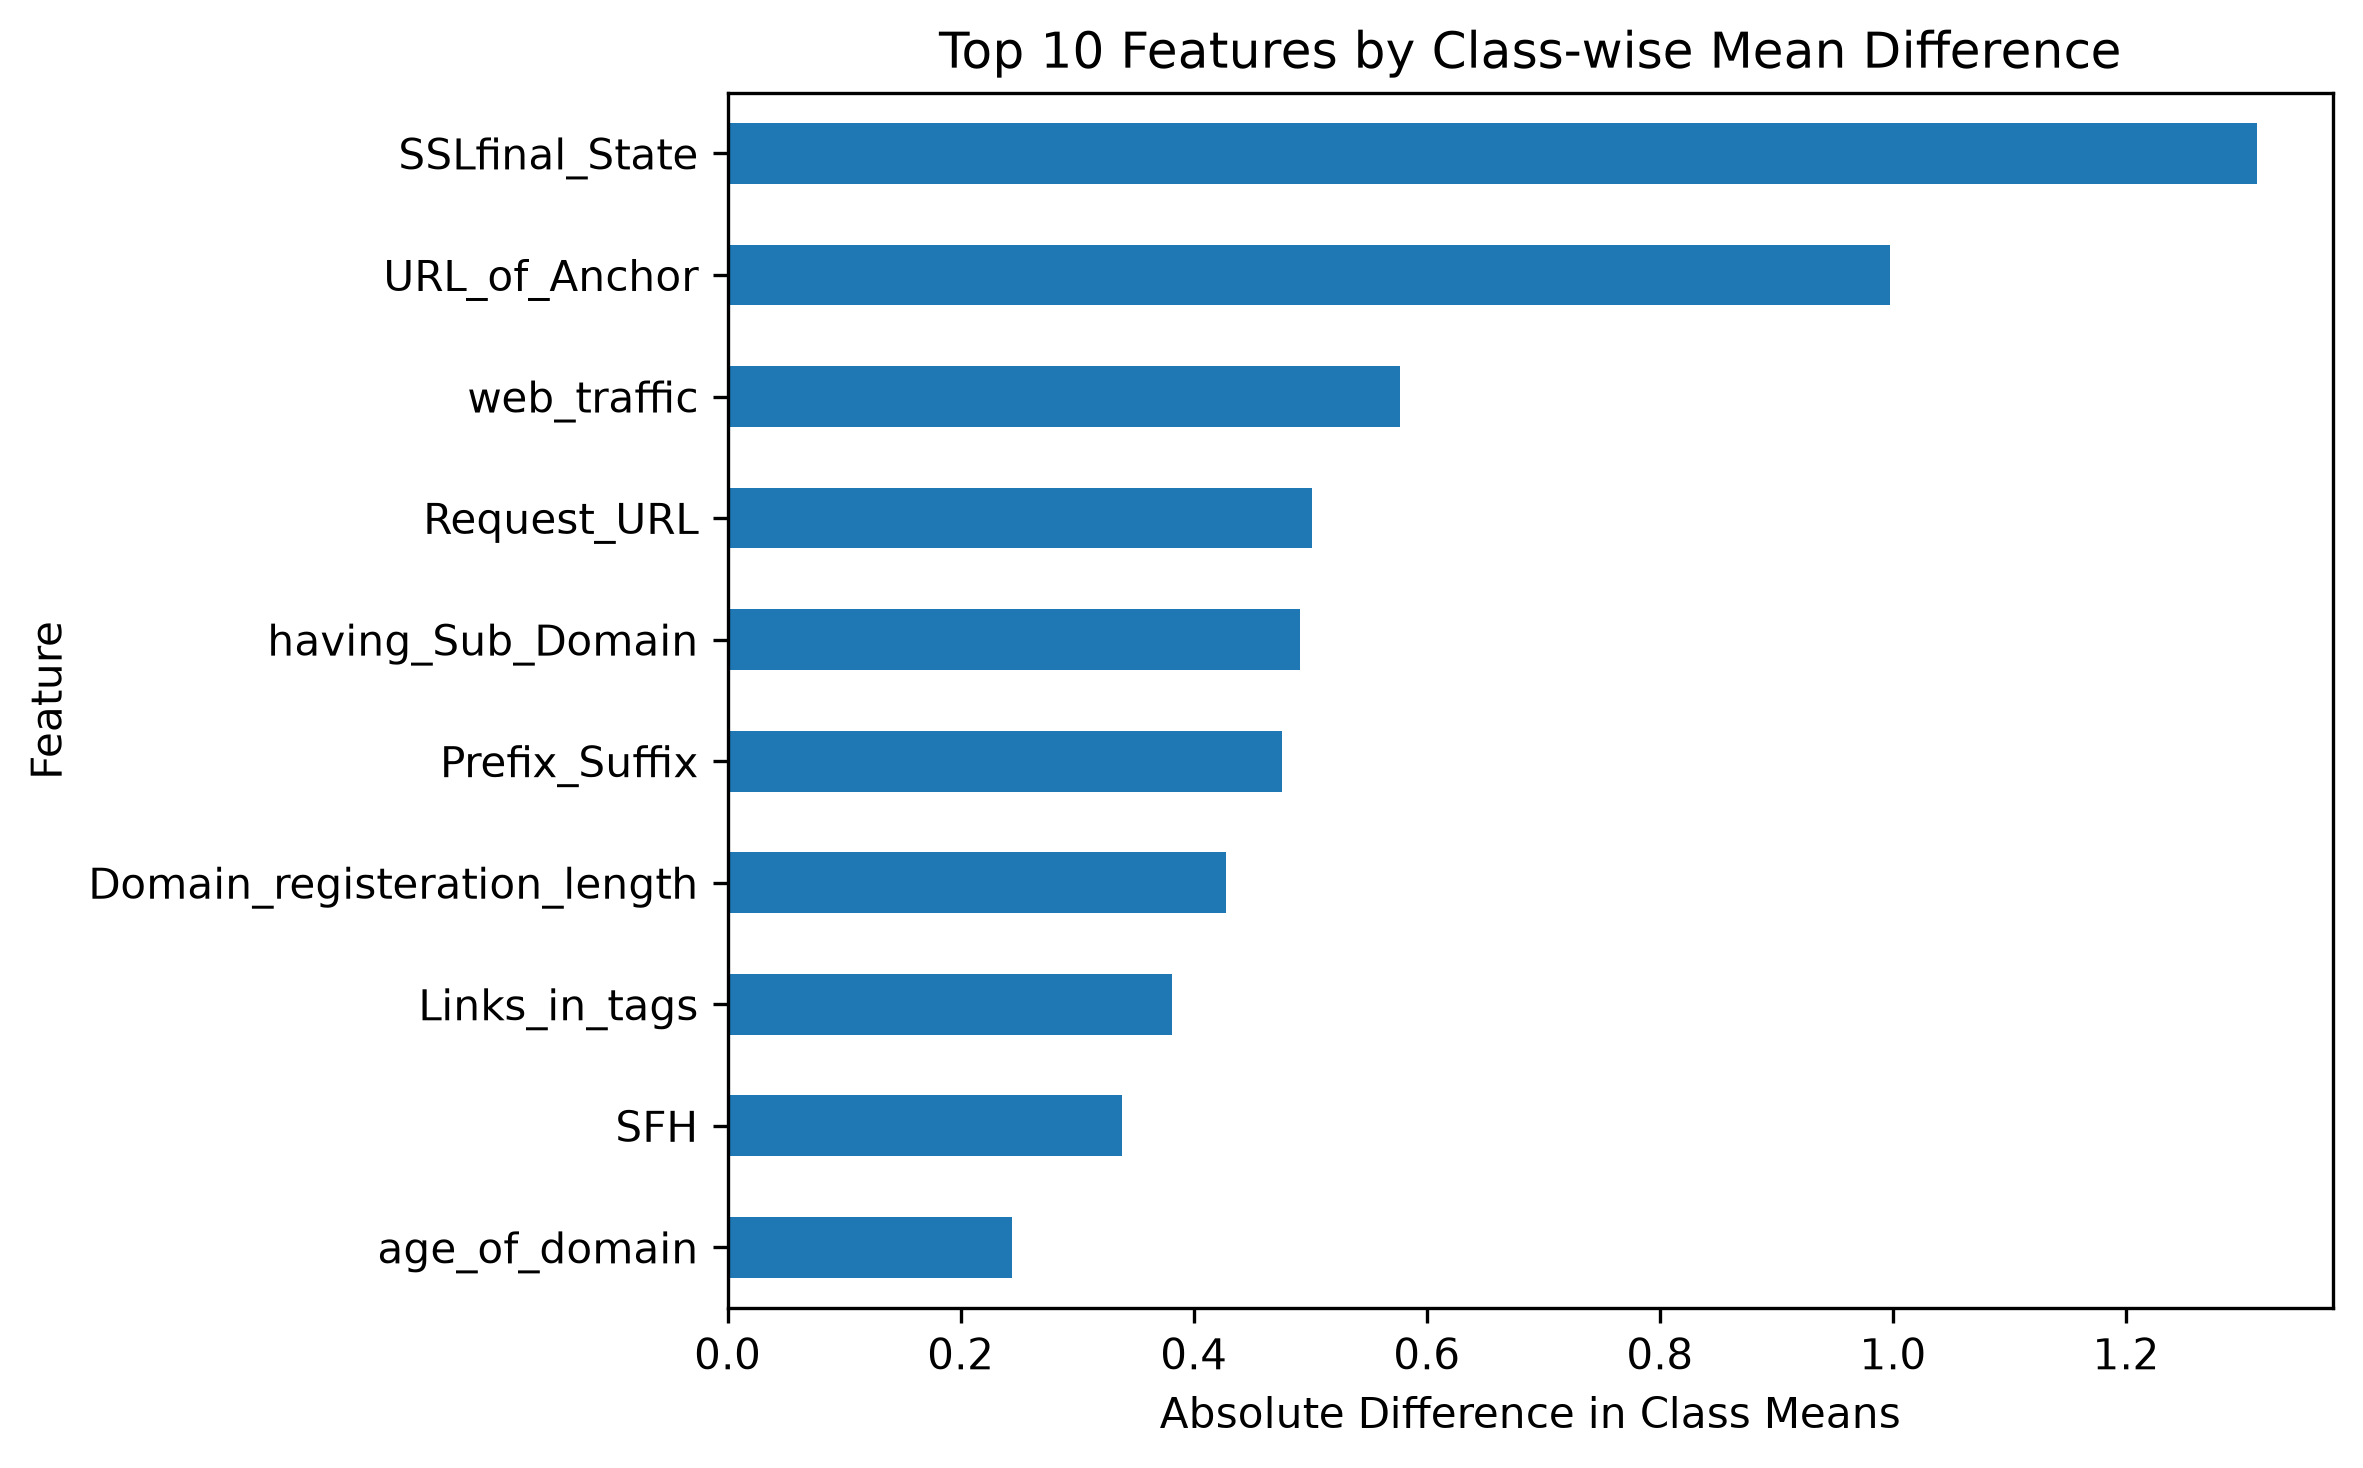 Top 10 Features by Class-wise Mean Difference
SSLfinal_State
URL_of_Anchor
web_traffic
Request_URL
having_Sub_Domain
Prefix_Suffix
Domain_registeration_length
Links_in_tags
SFH
age_of_domain
Feature
0.0 0.2 0.4 0.6 0.8 1.0 1.2
Absolute Difference in Class Means